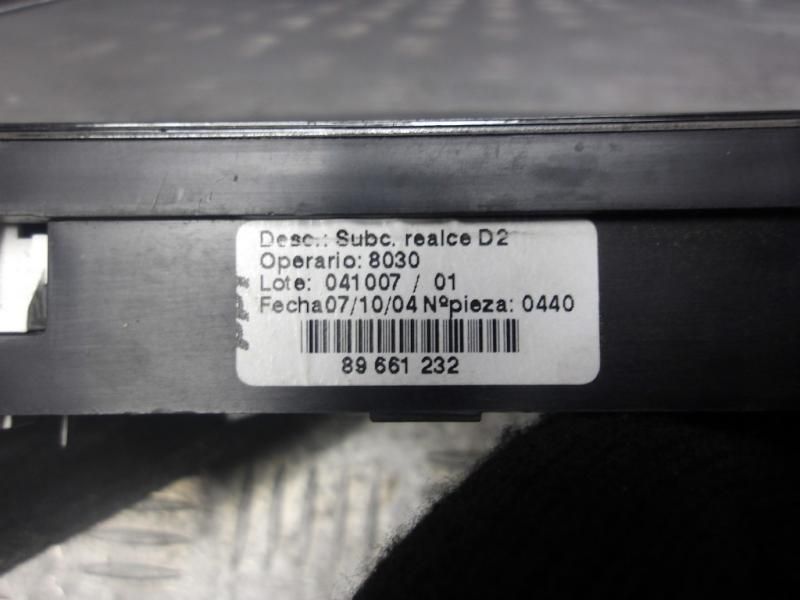 Desc.: Subc. realce D2
Operario: 8030
Lote: 041007 / 01
Fecha07/10/04 Nºpieza: 0440
89 661 232